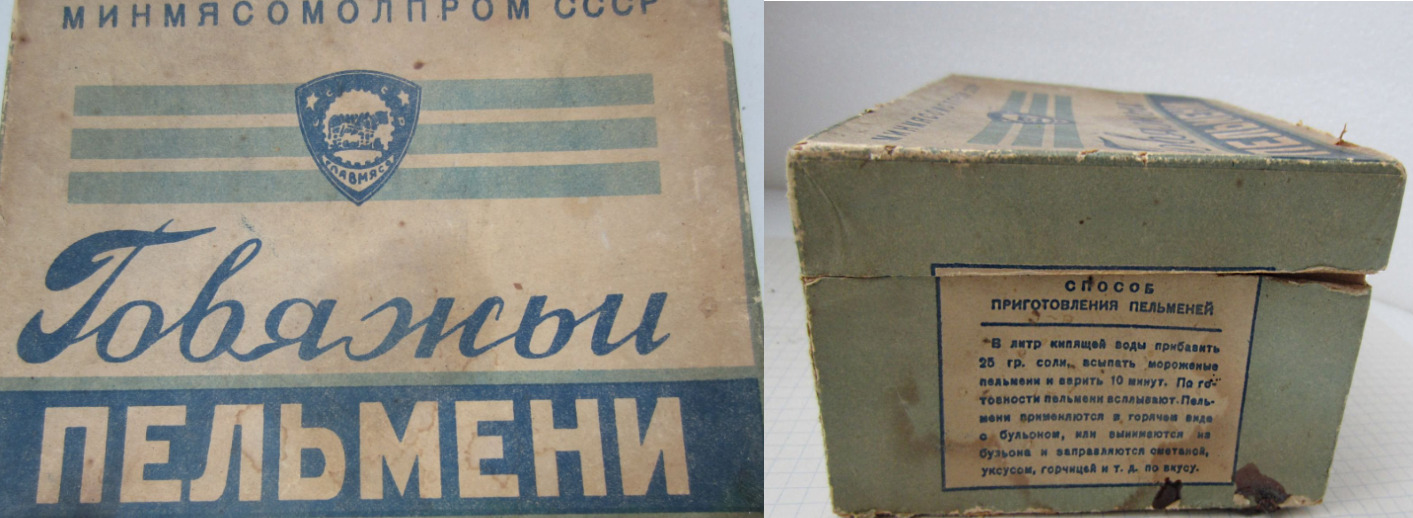 МИНМЯСОМОЛПРОМ СССР
СССР
ГЛАВМЯСО
Говяжьи
ПЕЛЬМЕНИ
СПОСОБ
ПРИГОТОВЛЕНИЯ ПЕЛЬМЕНЕЙ
В литр кипящей воды прибавить
25 гр. соли, всыпать мороженые
пельмени и варить 10 минут. По го-
товности пельмени всплывают. Пель-
мени применяются в горячем виде
с бульоном, или вынимаются из
бульона и заправляются сметаной,
уксусом, горчицей и т. д. по вкусу.